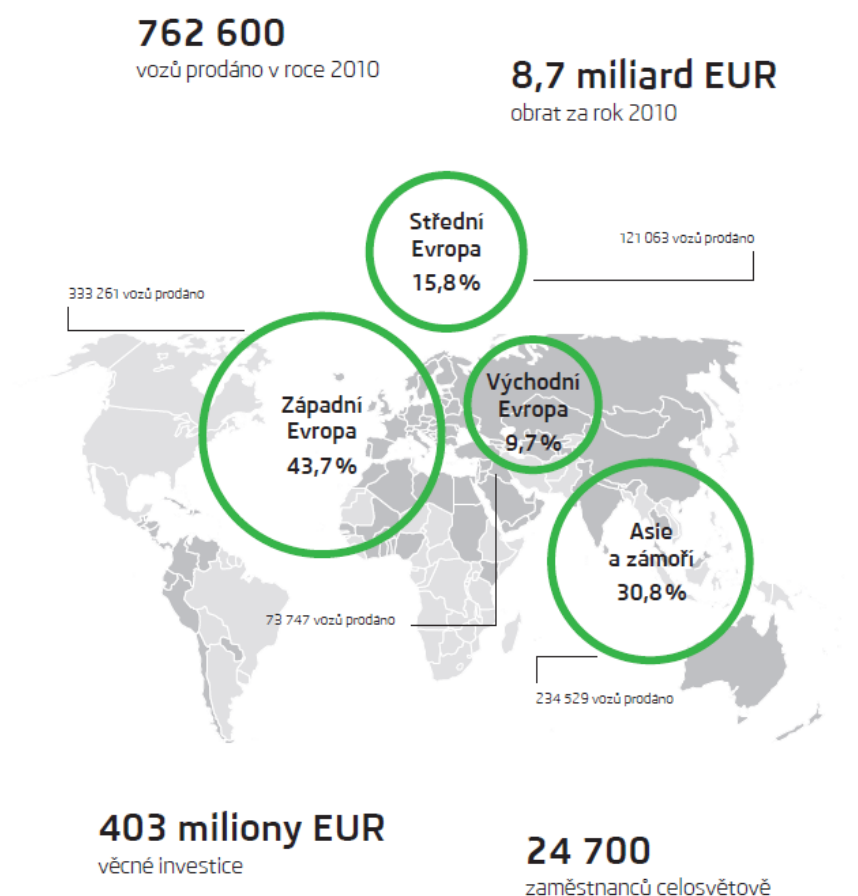 762 600
vozů prodáno v roce 2010
8,7 miliard EUR
obrat za rok 2010
Střední
Evropa
15,8 %
121 063 vozů prodáno
333 261 vozů prodáno
Východní
Evropa
9,7 %
Západní
Evropa
43,7 %
Asie
a zámoří
30,8 %
73 747 vozů prodáno
234 529 vozů prodáno
403 miliony EUR
věcné investice
24 700
zaměstnanců celosvětově